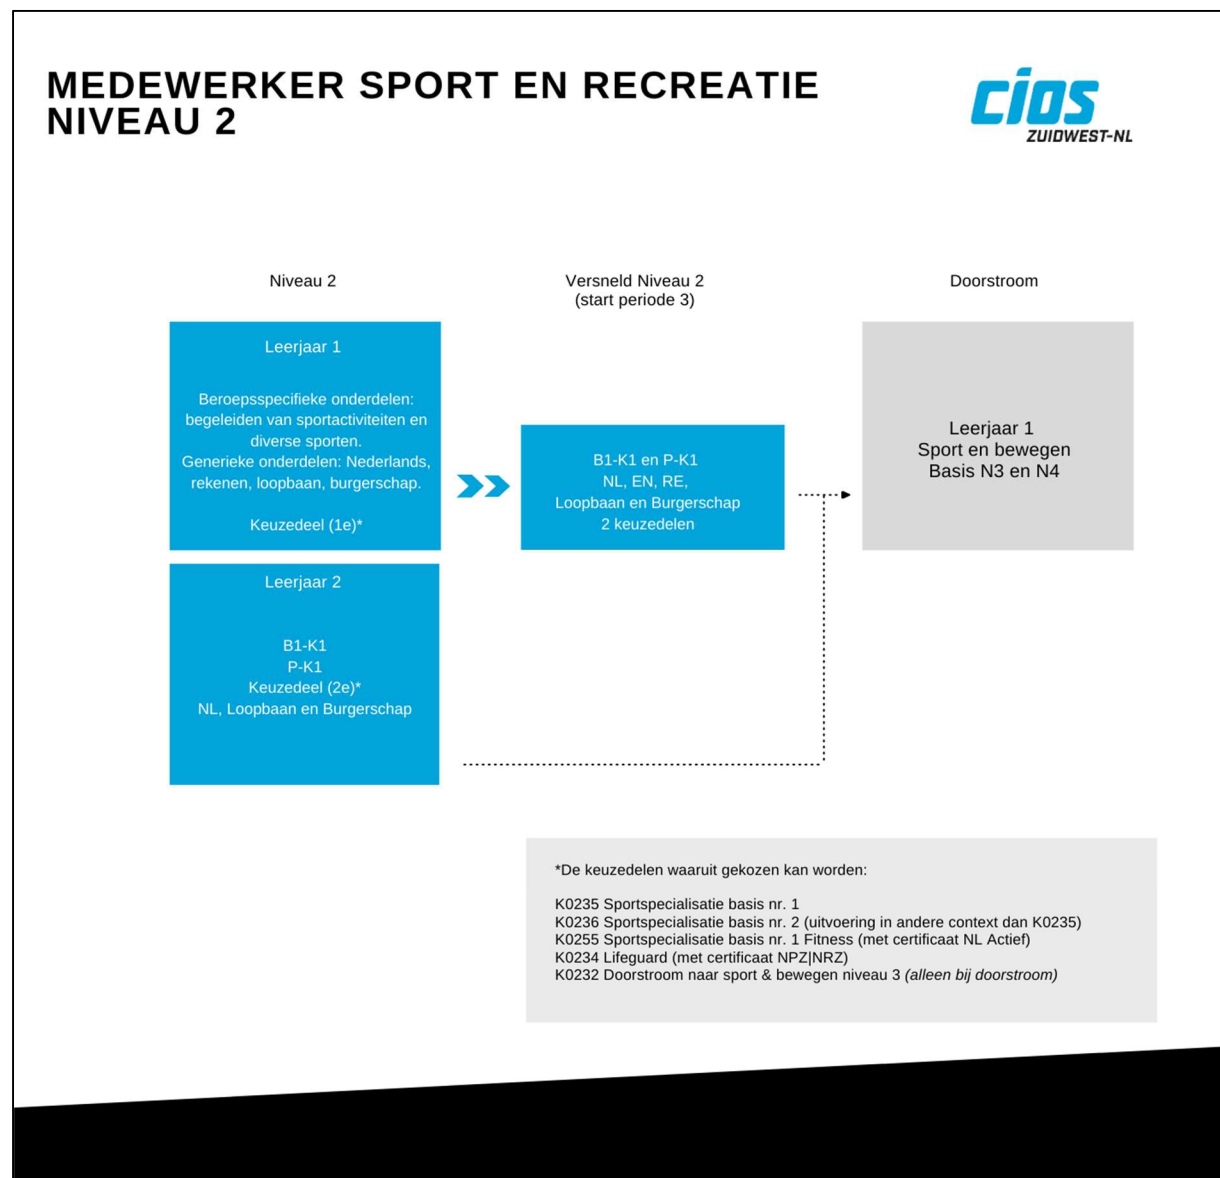 MEDEWERKER SPORT EN RECREATIE
NIVEAU 2
cios
ZUIDWEST-NL
Niveau 2
Leerjaar 1
Beroepsspecifieke onderdelen:
begeleiden van sportactiviteiten en
diverse sporten.
Generieke onderdelen: Nederlands,
rekenen, loopbaan, burgerschap.
Keuzedeel (1e)*
Leerjaar 2
B1-K1
P-K1
Keuzedeel (2e)*
NL, Loopbaan en Burgerschap
Versneld Niveau 2
(start periode 3)
B1-K1 en P-K1
NL, EN, RE,
Loopbaan en Burgerschap
2 keuzedelen
Doorstroom
Leerjaar 1
Sport en bewegen
Basis N3 en N4
*De keuzedelen waaruit gekozen kan worden:
K0235 Sportspecialisatie basis nr. 1
K0236 Sportspecialisatie basis nr. 2 (uitvoering in andere context dan K0235)
K0255 Sportspecialisatie basis nr. 1 Fitness (met certificaat NL Actief)
K0234 Lifeguard (met certificaat NPZ|NRZ)
K0232 Doorstroom naar sport & bewegen niveau 3 (alleen bij doorstroom)